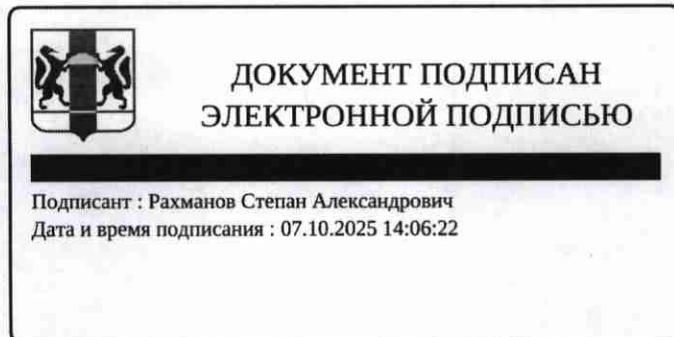 ДОКУМЕНТ ПОДПИСАН
ЭЛЕКТРОННОЙ ПОДПИСЬЮ
Подписант : Рахманов Степан Александрович
Дата и время подписания : 07.10.2025 14:06:22